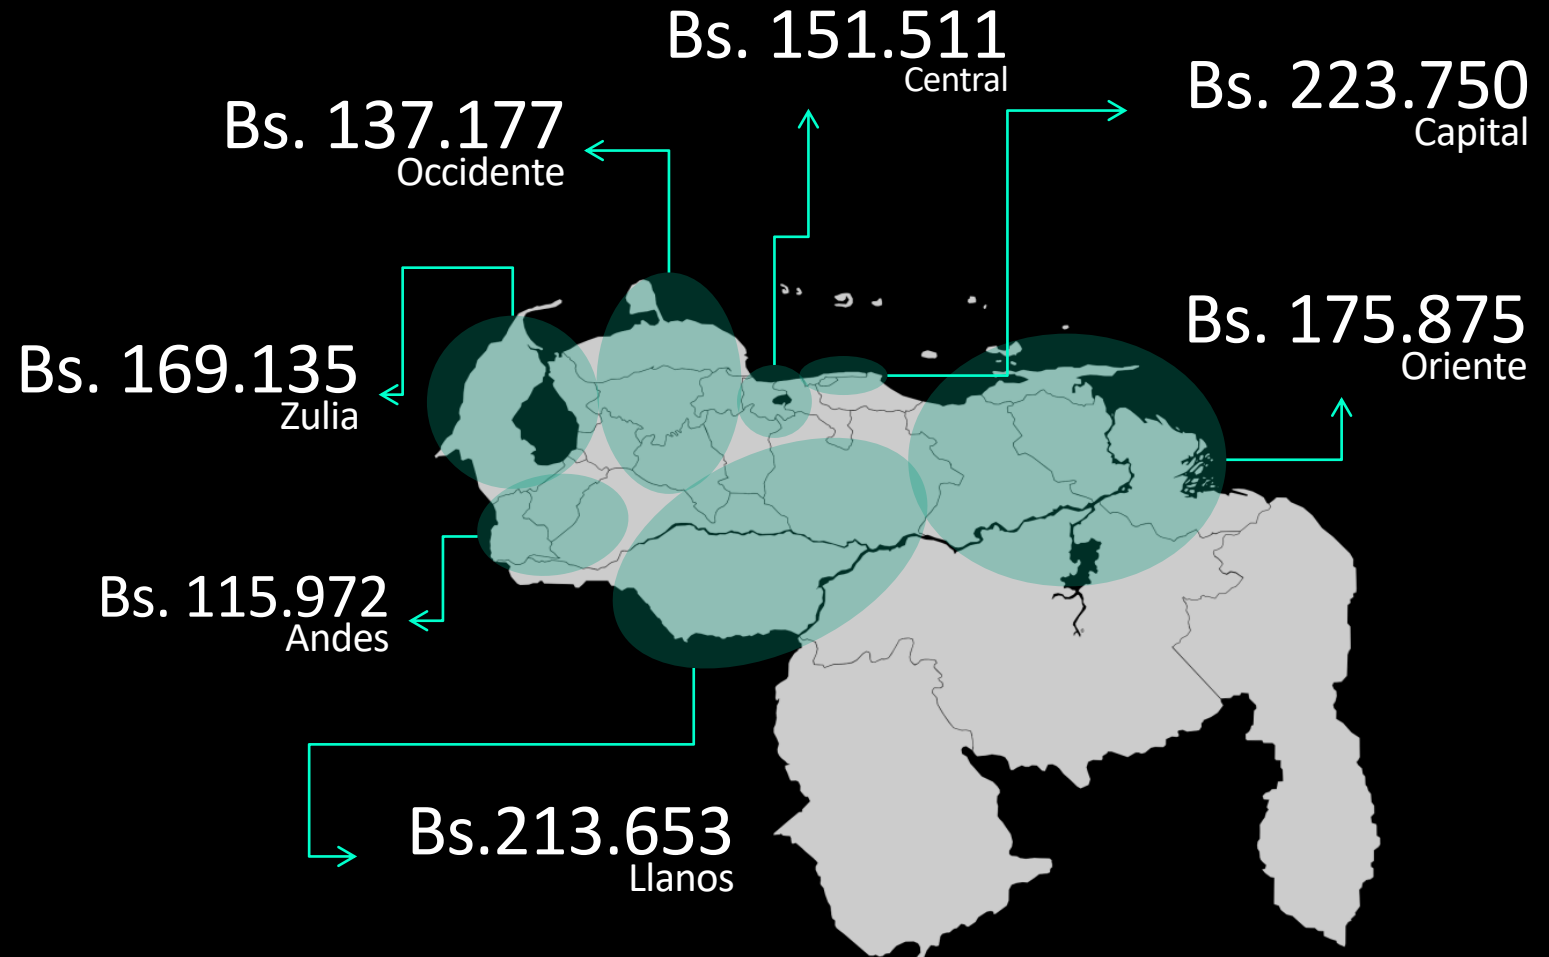 Bs. 151.511
Central
Bs. 223.750
Capital
Bs. 137.177
Occidente
Bs. 175.875
Oriente
Bs. 169.135
Zulia
Bs. 115.972
Andes
Bs.213.653
Llanos